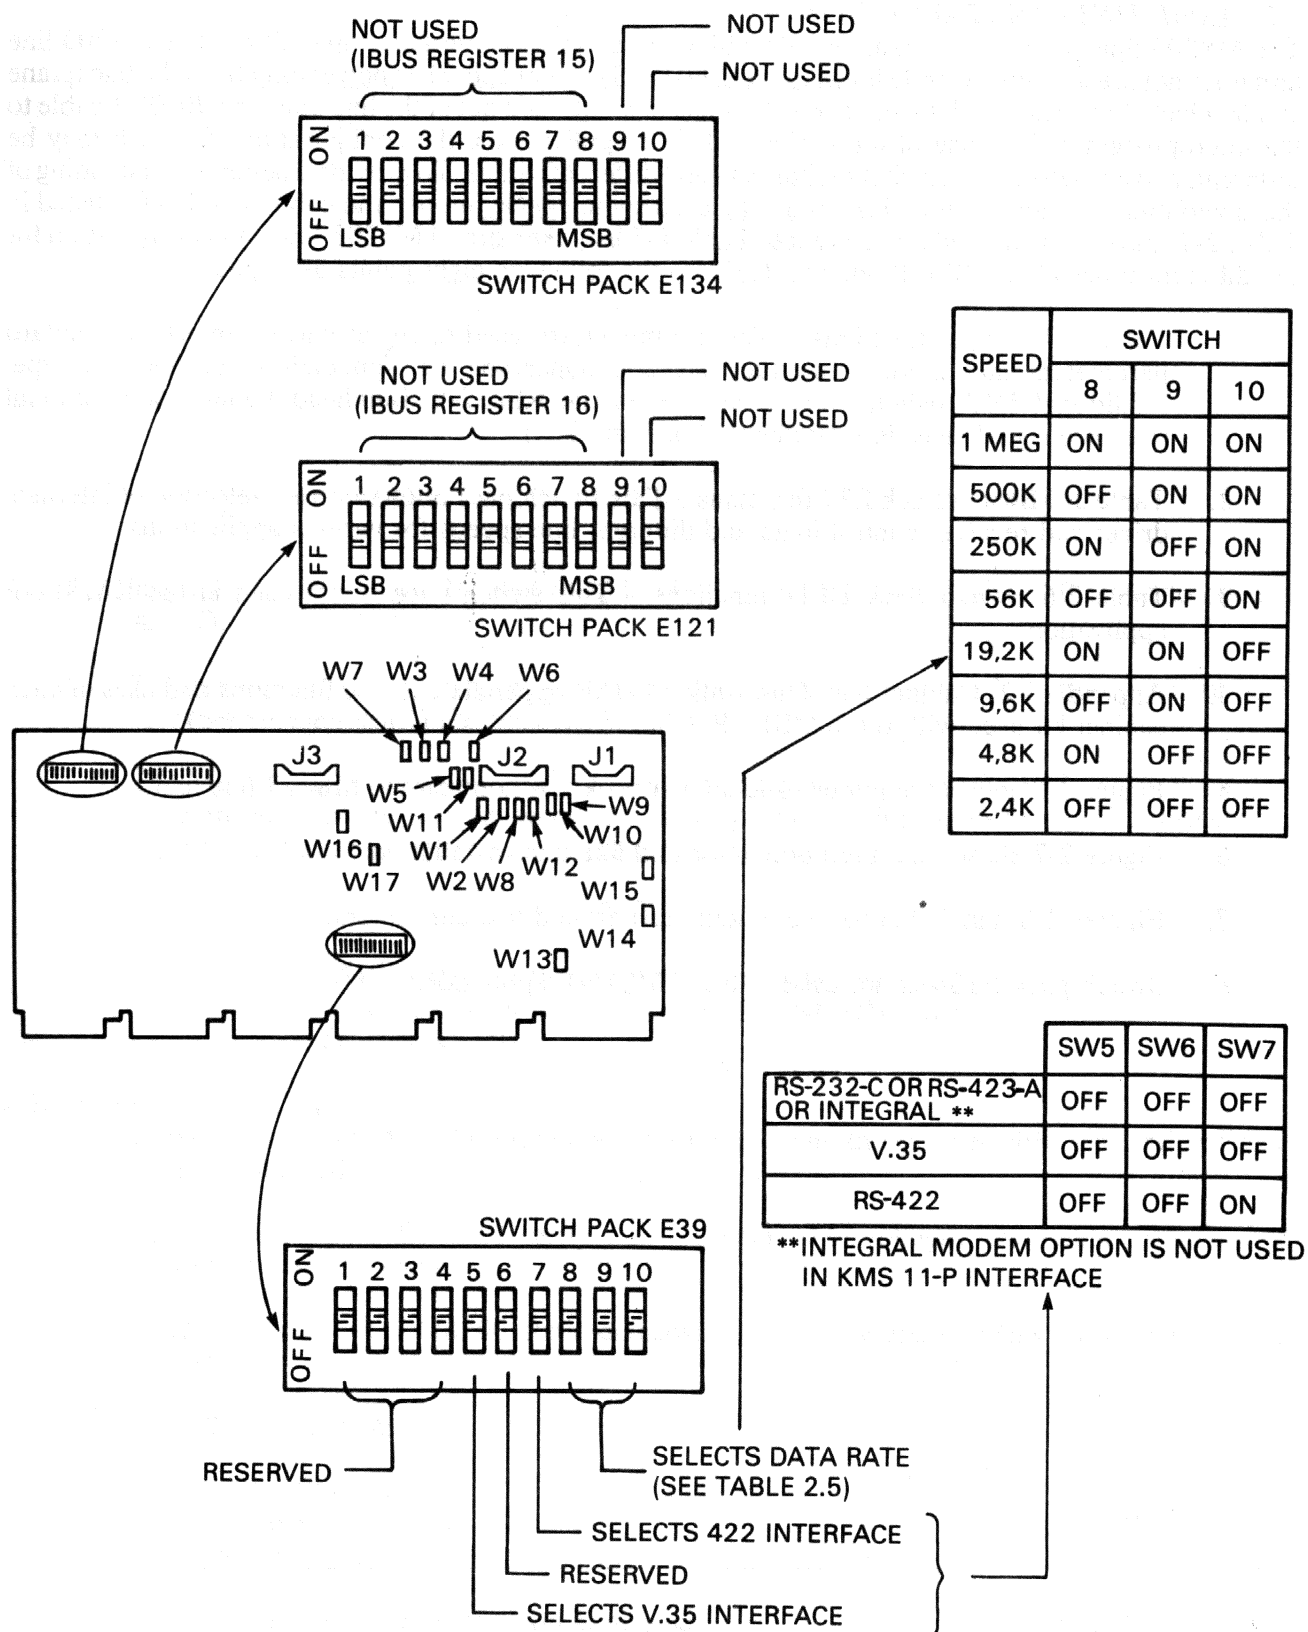 NOT USED
(IBUS REGISTER 15)
NOT USED
NOT USED
ON OFF
1 2 3 4 5 6 7 8 9 10
LSB MSB
SWITCH PACK E134
NOT USED
(IBUS REGISTER 16)
NOT USED
NOT USED
ON OFF
1 2 3 4 5 6 7 8 9 10
LSB MSB
SWITCH PACK E121
SPEED SWITCH
8 9 10
1 MEG ON ON ON
500K OFF ON ON
250K ON OFF ON
56K OFF OFF ON
19,2K ON ON OFF
9,6K OFF ON OFF
4,8K ON OFF OFF
2,4K OFF OFF OFF
W7 W3 W4 W6
J3 J2 J1
W5
W11
W9
W10
W16
W1
W12
W17
W2 W8
W15
W14
W13
SW5 SW6 SW7
RS-232-C OR RS-423-A
OR INTEGRAL ** OFF OFF OFF
V.35 OFF OFF OFF
RS-422 OFF OFF ON
**INTEGRAL MODEM OPTION IS NOT USED
IN KMS 11-P INTERFACE
SWITCH PACK E39
ON OFF
1 2 3 4 5 6 7 8 9 10
RESERVED
SELECTS DATA RATE
(SEE TABLE 2.5)
SELECTS 422 INTERFACE
RESERVED
SELECTS V.35 INTERFACE